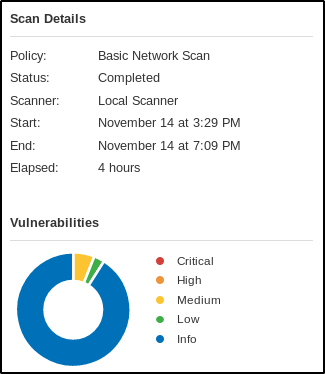 Scan Details
Policy: Basic Network Scan
Status: Completed
Scanner: Local Scanner
Start: November 14 at 3:29 PM
End: November 14 at 7:09 PM
Elapsed: 4 hours
Vulnerabilities
Critical
High
Medium
Low
Info